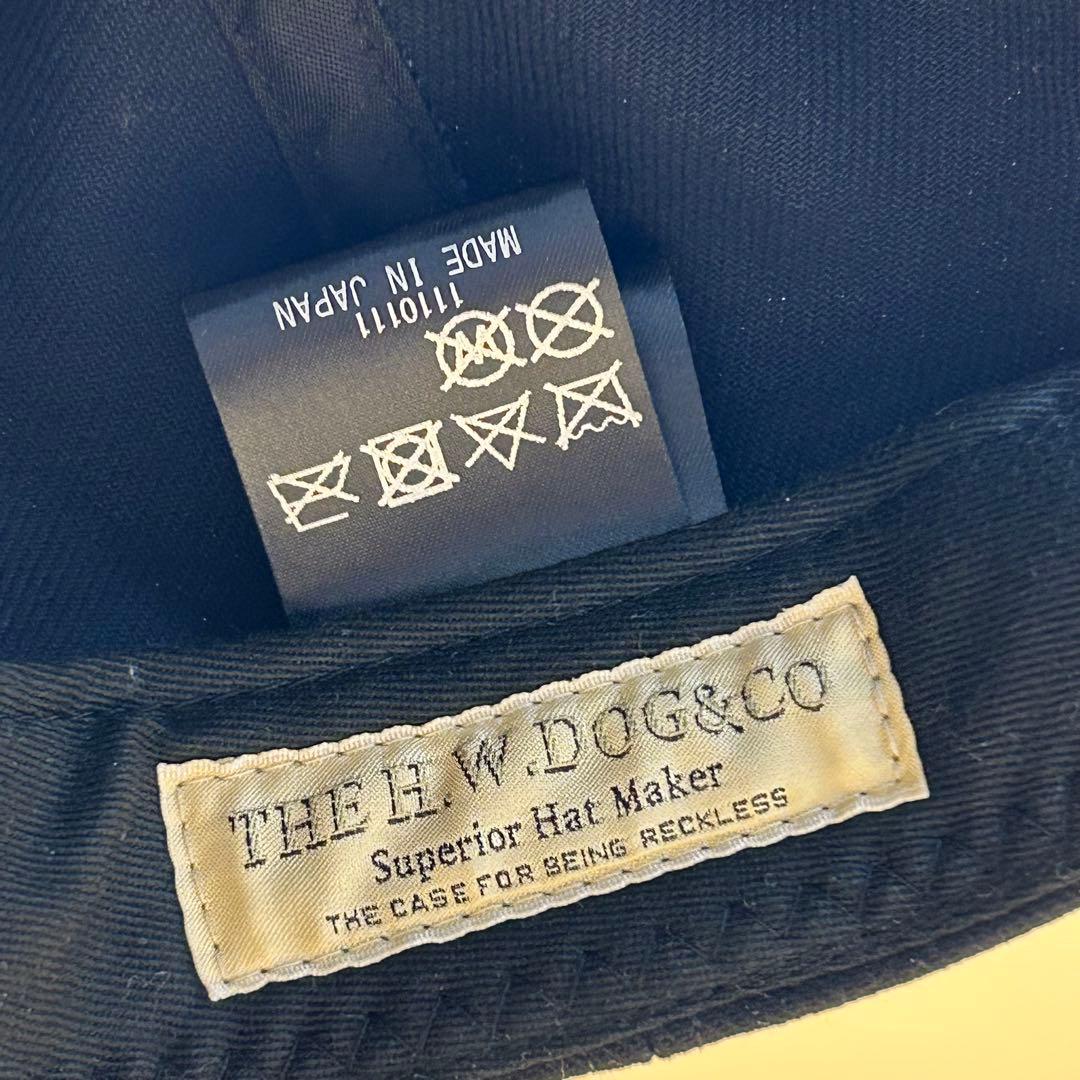 W
1110111
MADE IN JAPAN
THE H.W.DOG&CO
Superior Hat Maker
THE CASE FOR BEING RECKLESS